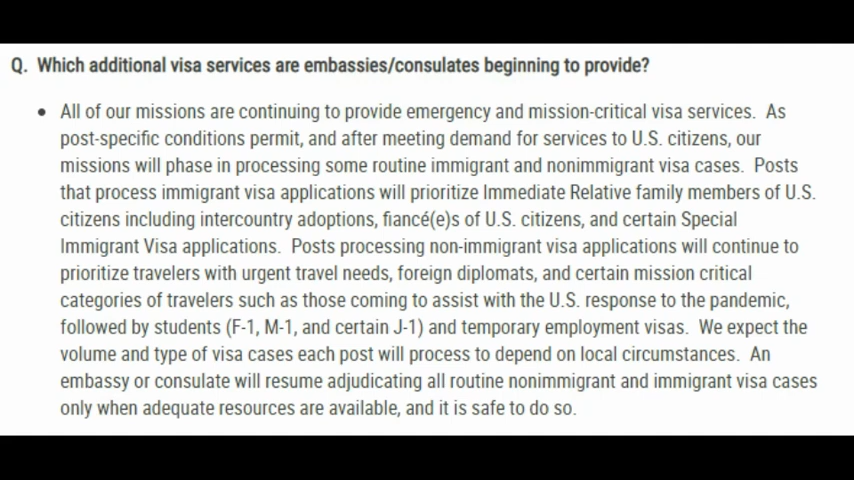 Q. Which additional visa services are embassies/consulates beginning to provide?
• All of our missions are continuing to provide emergency and mission-critical visa services. As
post-specific conditions permit, and after meeting demand for services to U.S. citizens, our
missions will phase in processing some routine immigrant and nonimmigrant visa cases. Posts
that process immigrant visa applications will prioritize Immediate Relative family members of U.S.
citizens including intercountry adoptions, fiancé(e)s of U.S. citizens, and certain Special
Immigrant Visa applications. Posts processing non-immigrant visa applications will continue to
prioritize travelers with urgent travel needs, foreign diplomats, and certain mission critical
categories of travelers such as those coming to assist with the U.S. response to the pandemic,
followed by students (F-1, M-1, and certain J-1) and temporary employment visas. We expect the
volume and type of visa cases each post will process to depend on local circumstances. An
embassy or consulate will resume adjudicating all routine nonimmigrant and immigrant visa cases
only when adequate resources are available, and it is safe to do so.